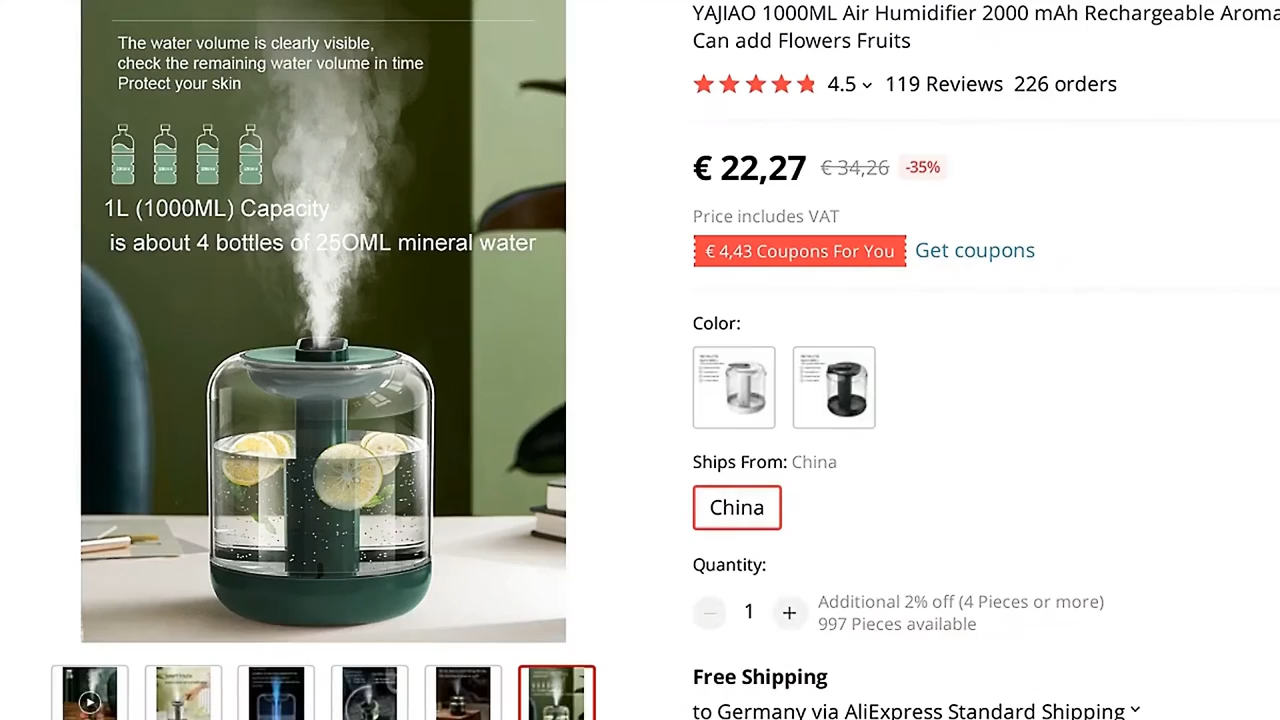 The water volume is clearly visible,
check the remaining water volume in time
Protect your skin
1L (1000ML) Capacity
is about 4 bottles of 250ML mineral water
YAJIAO 1000ML Air Humidifier 2000 mAh Rechargeable Aroma
Can add Flowers Fruits
4.5 119 Reviews 226 orders
€ 22,27 € 34,26 -35%
Price includes VAT
€ 4,43 Coupons For You Get coupons
Color:
Ships From: China
China
Quantity:
1
Additional 2% off (4 Pieces or more)
997 Pieces available
Free Shipping
to Germany via AliExpress Standard Shipping